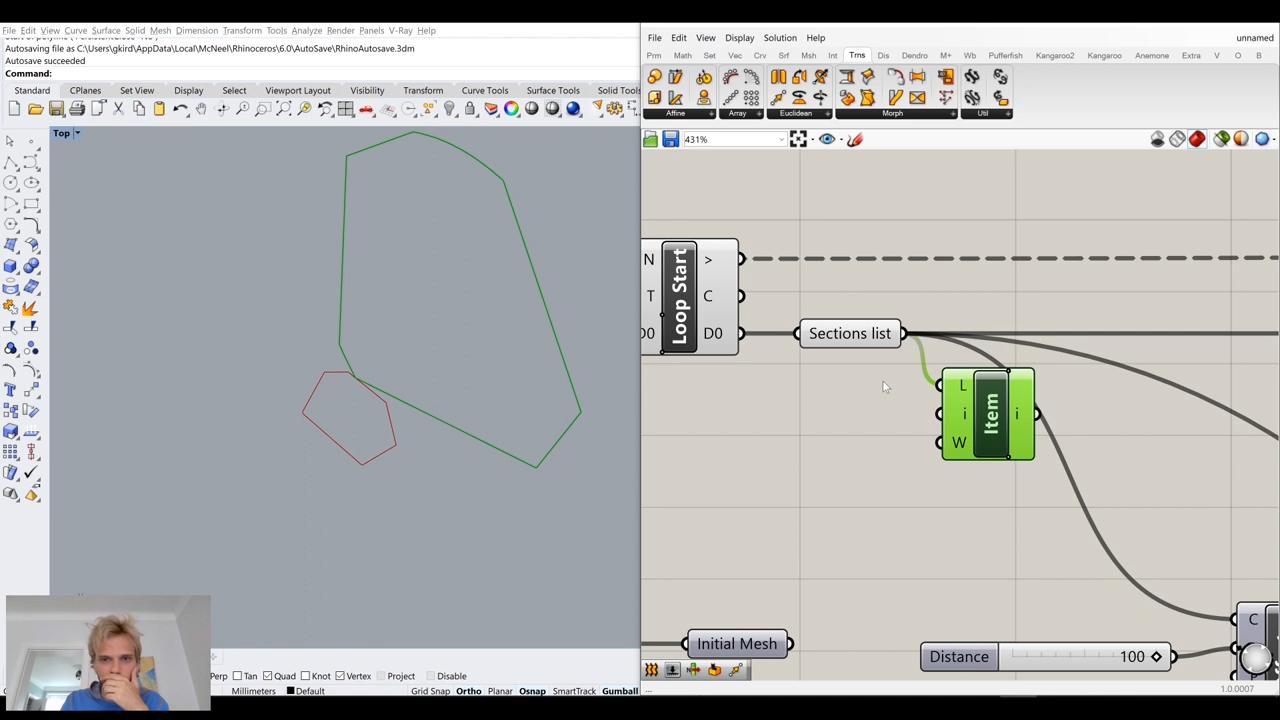 File Edit View Curve Surface Solid Mesh Dimension Transform Tools Analyze Render Panels V-Ray Help
Autosaving file as C:\Users\gkird\AppData\Local\McNeel\Rhinoceros\6.0\AutoSave\RhinoAutosave.3dm
Autosave succeeded
Command:
Standard CPlanes Set View Display Select Viewport Layout Visibility Transform Curve Tools Surface Tools Solid Tools
Top
Perp Tan Quad Knot Vertex Project Disable
Millimeters Default Grid Snap Ortho Planar Osnap SmartTrack Gumball
File Edit View Display Solution Help unnamed
Prm Math Set Vec Crv Srf Msh Int Trns Dis Dendro M+ Wb Pufferfish Kangaroo2 Kangaroo Anemone Extra V O B
Affine Array Euclidean Morph Util
431%
N >
T C
D0 D0
Loop Start
Sections list
L
i i
W
Item
C
Initial Mesh
Distance 100
...
1.0.0007